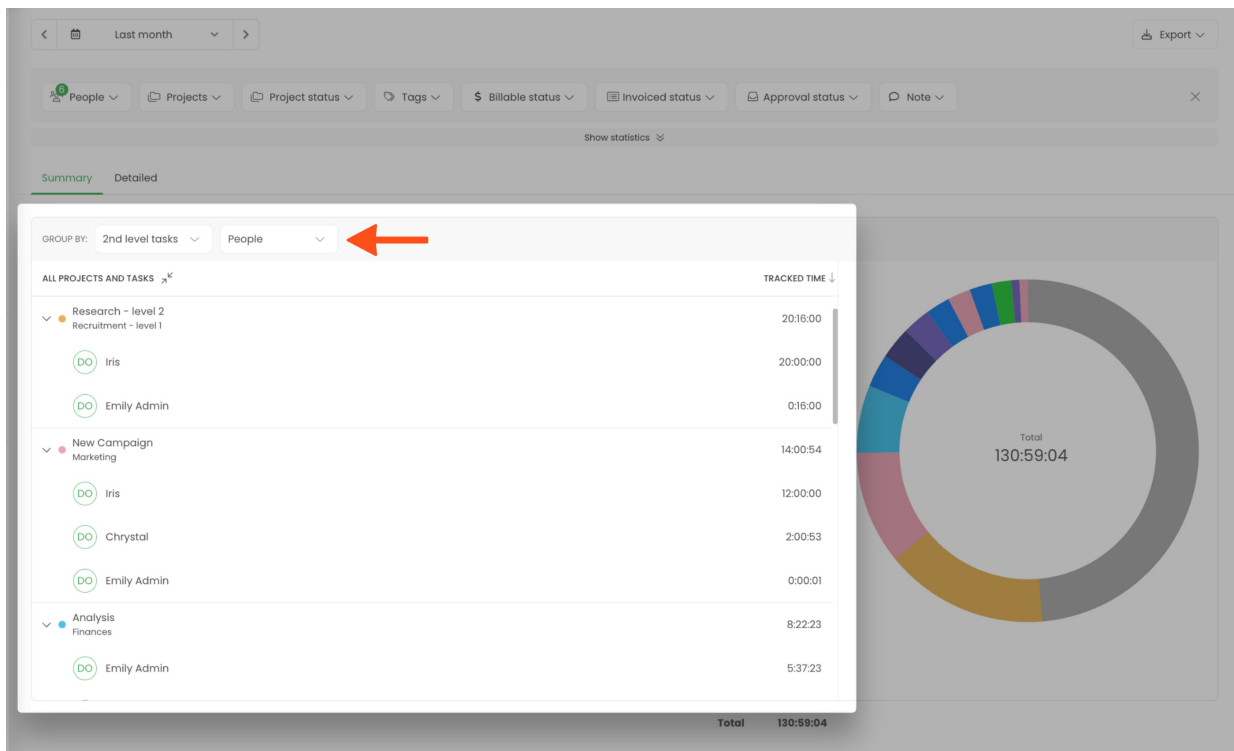 Last month
Export
6
People
Projects
Project status
Tags
$ Billable status
Invoiced status
Approval status
Note
Show statistics
Summary
Detailed
GROUP BY:
2nd level tasks
People
ALL PROJECTS AND TASKS
TRACKED TIME
Research - level 2
Recruitment - level 1
20:16:00
DO Iris
20:00:00
DO Emily Admin
0:16:00
New Campaign
Marketing
14:00:54
DO Iris
12:00:00
DO Chrystal
2:00:53
DO Emily Admin
0:00:01
Analysis
Finances
8:22:23
DO Emily Admin
5:37:23
Total
130:59:04
Total
130:59:04